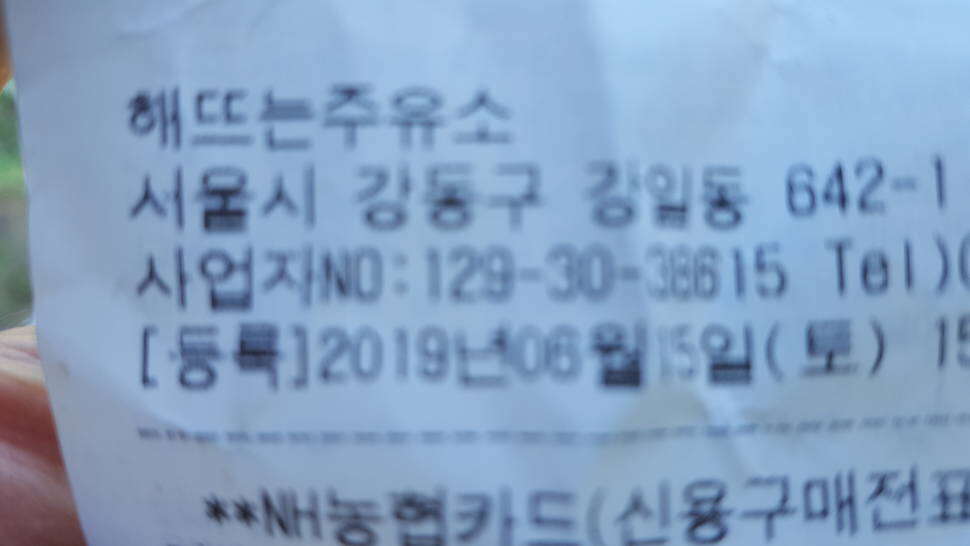 해뜨는주유소
서울시 강동구 강일동 642-1
사업자NO:129-30-38615 Tel)
[등록]2019년06월15일(토) 15
**NH농협카드(신용구매전표